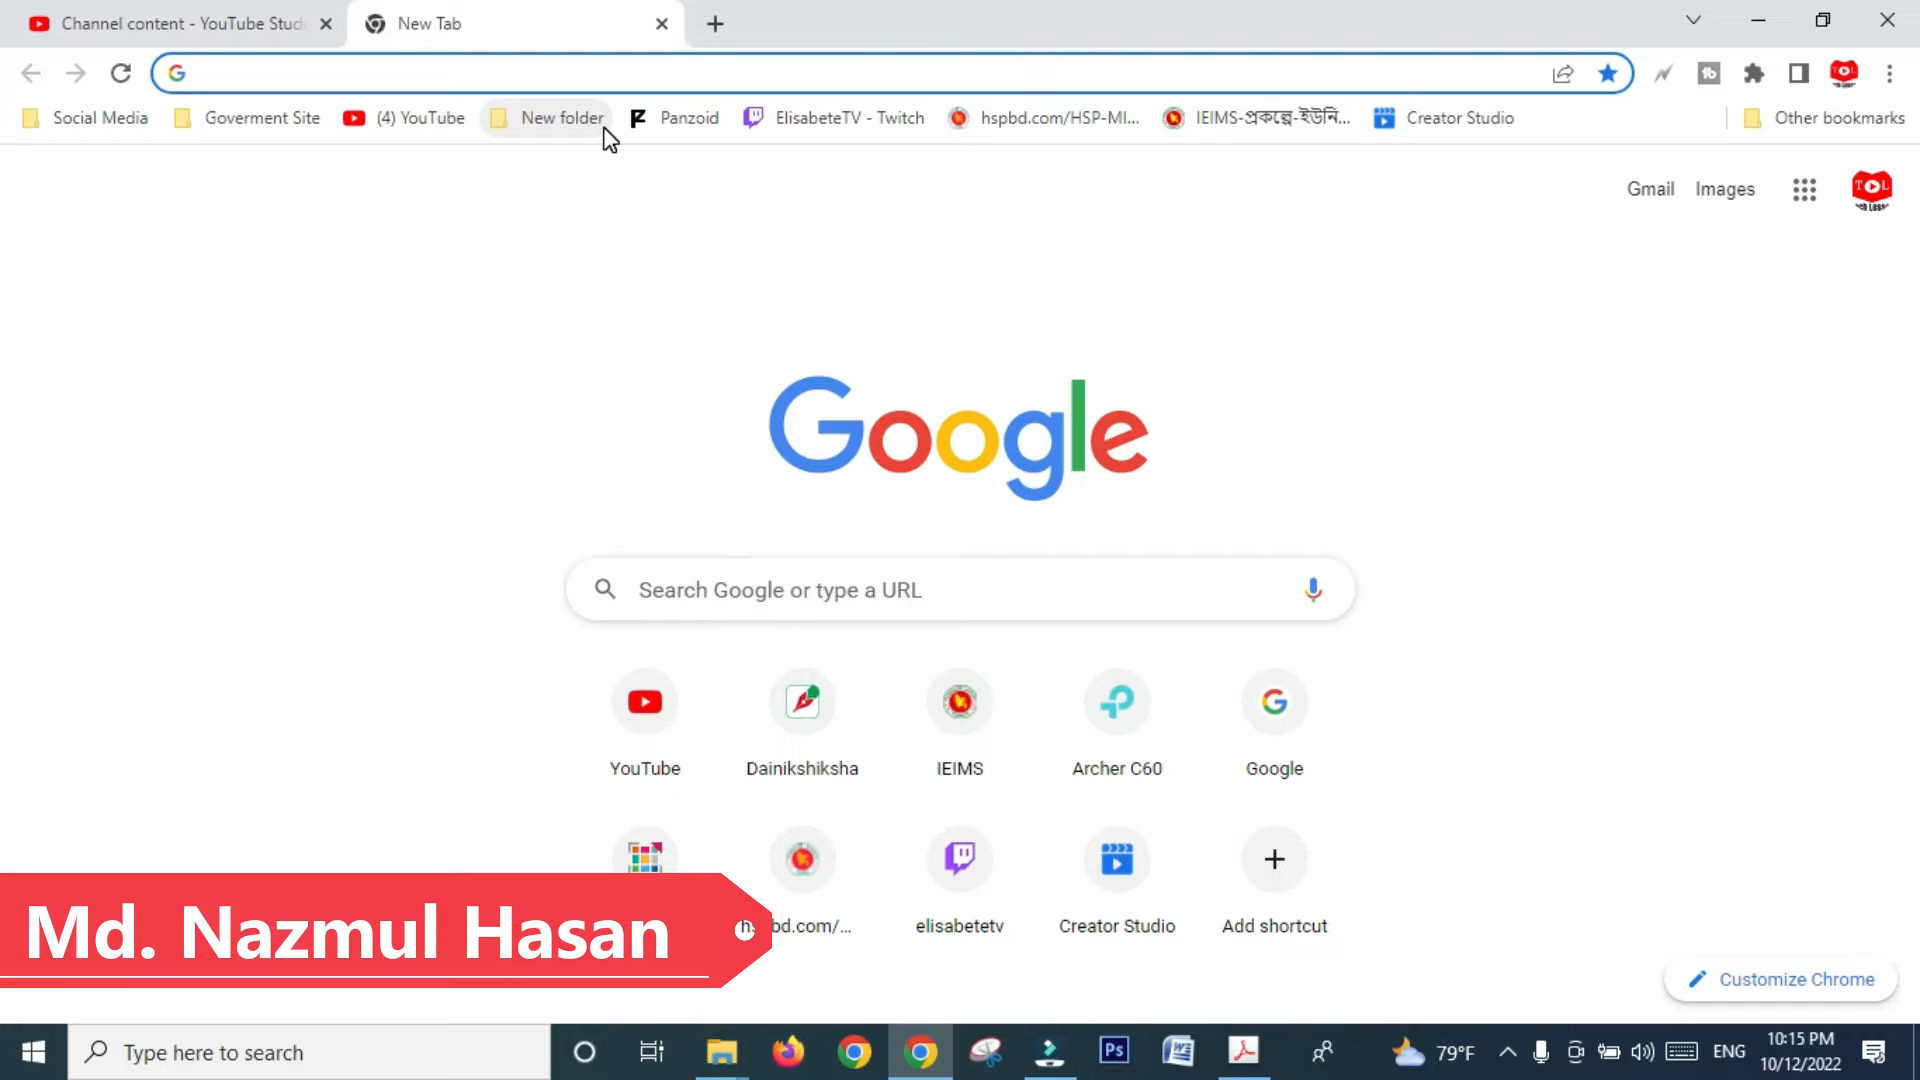 Channel content - YouTube Stud
New Tab
Social Media
Goverment Site
(4) YouTube
New folder
Panzoid
ElisabeteTV - Twitch
hspbd.com/HSP-MI...
IEIMS-প্রকল্পে-ইউনি...
Creator Studio
Other bookmarks
Gmail
Images
Google
Search Google or type a URL
YouTube
Dainikshiksha
IEIMS
Archer C60
Google
bd.com/...
elisabetetv
Creator Studio
Add shortcut
Md. Nazmul Hasan
Customize Chrome
Type here to search
Ps
79°F
ENG
10:15 PM
10/12/2022